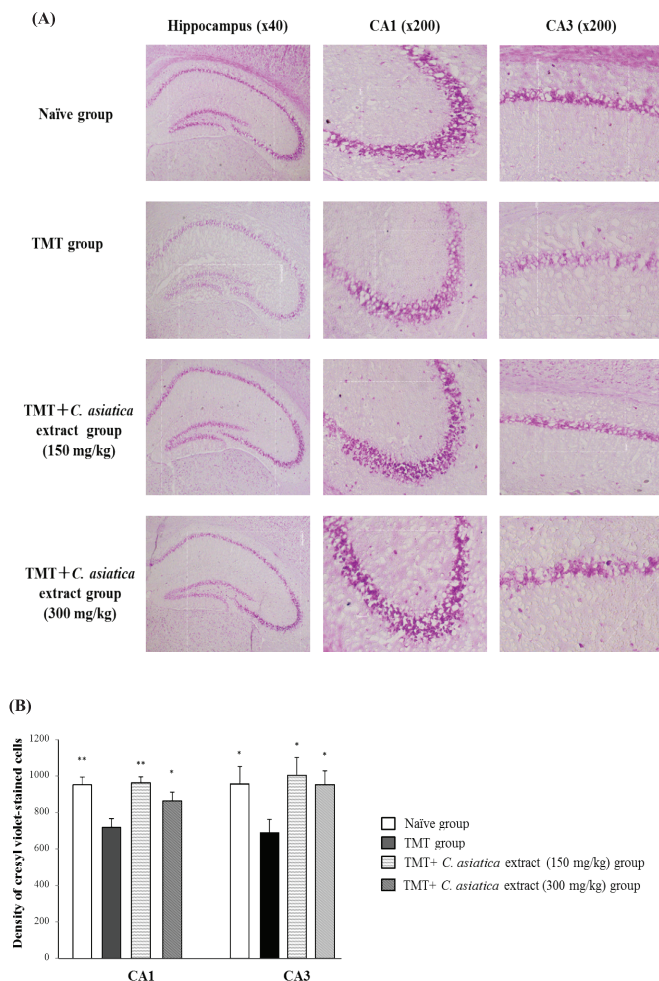 (A)
Hippocampus (x40)
CA1 (x200)
CA3 (x200)
Naïve group
TMT group
TMT+C. asiatica
extract group
(150 mg/kg)
TMT+C. asiatica
extract group
(300 mg/kg)
(B)
Density of cresyl violet-stained cells
1200
1000
800
600
400
200
0
**
**
*
*
*
*
CA1
CA3
Naïve group
TMT group
TMT+ C. asiatica extract (150 mg/kg) group
TMT+ C. asiatica extract (300 mg/kg) group